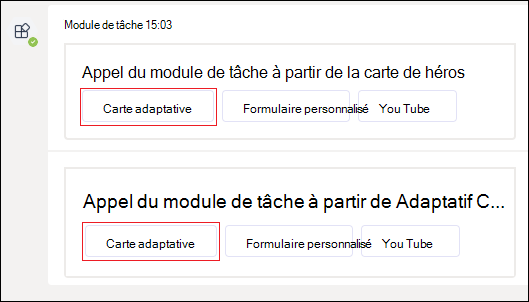 Module de tâche 15:03
Appel du module de tâche à partir de la carte de héros
Carte adaptative Formulaire personnalisé You Tube
Appel du module de tâche à partir de Adaptatif C...
Carte adaptative Formulaire personnalisé You Tube